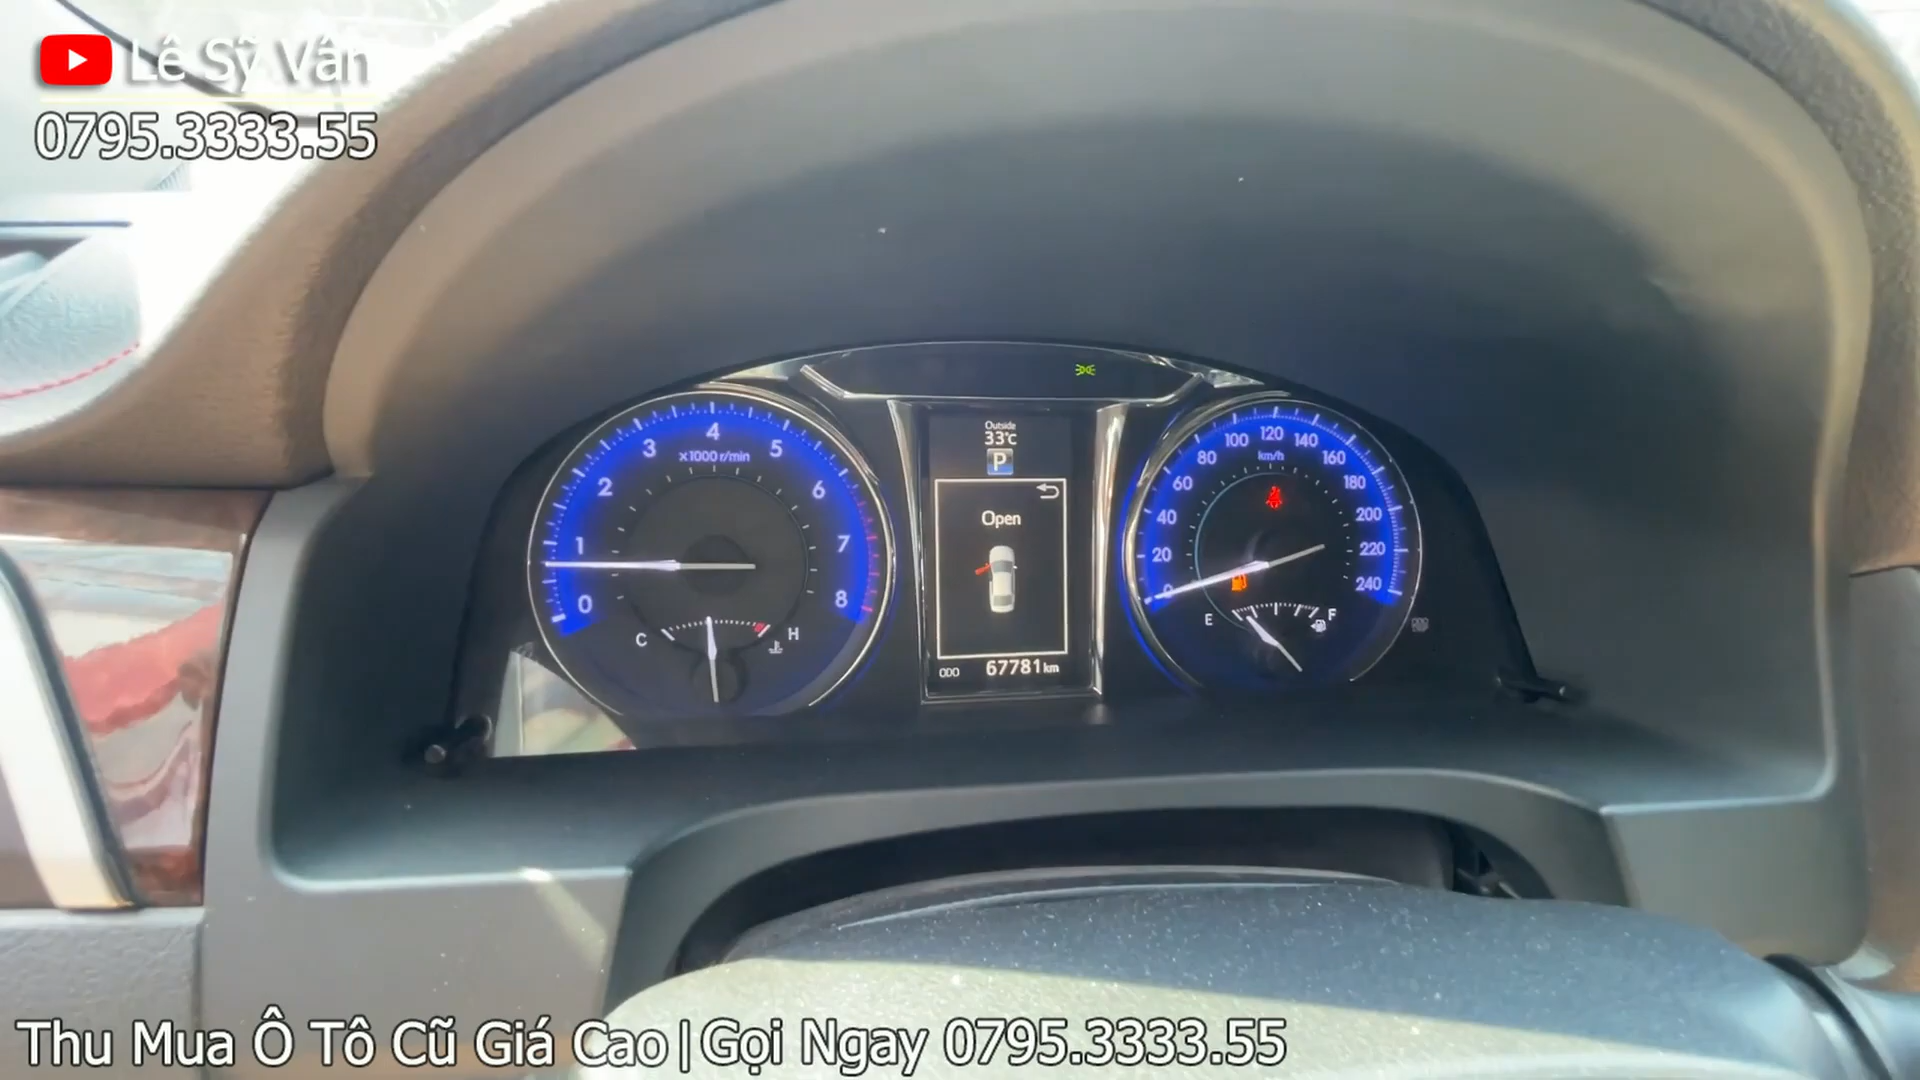 Lê Sỹ Vân
0795.3333.55
0 1 2 3 4 5 6 7 8
x1000 r/min
C H
Outside
33°C
P
Open
ODO 67781 km
0 20 40 60 80 100 120 140 160 180 200 220 240
km/h
E F
Thu Mua Ô Tô Cũ Giá Cao | Gọi Ngay 0795.3333.55